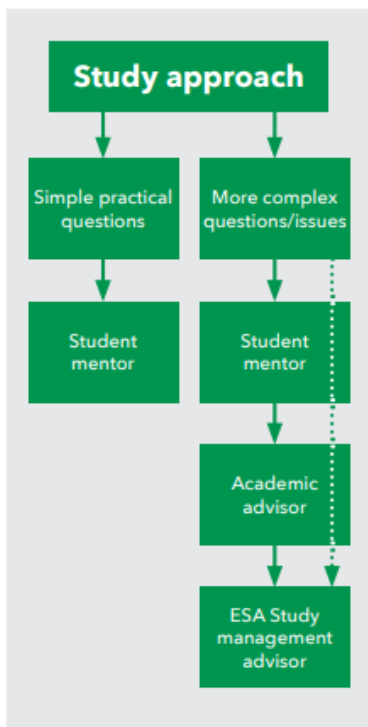 Study approach
Simple practical
questions
More complex
questions/issues
Student
mentor
Student
mentor
Academic
advisor
ESA Study
management
advisor